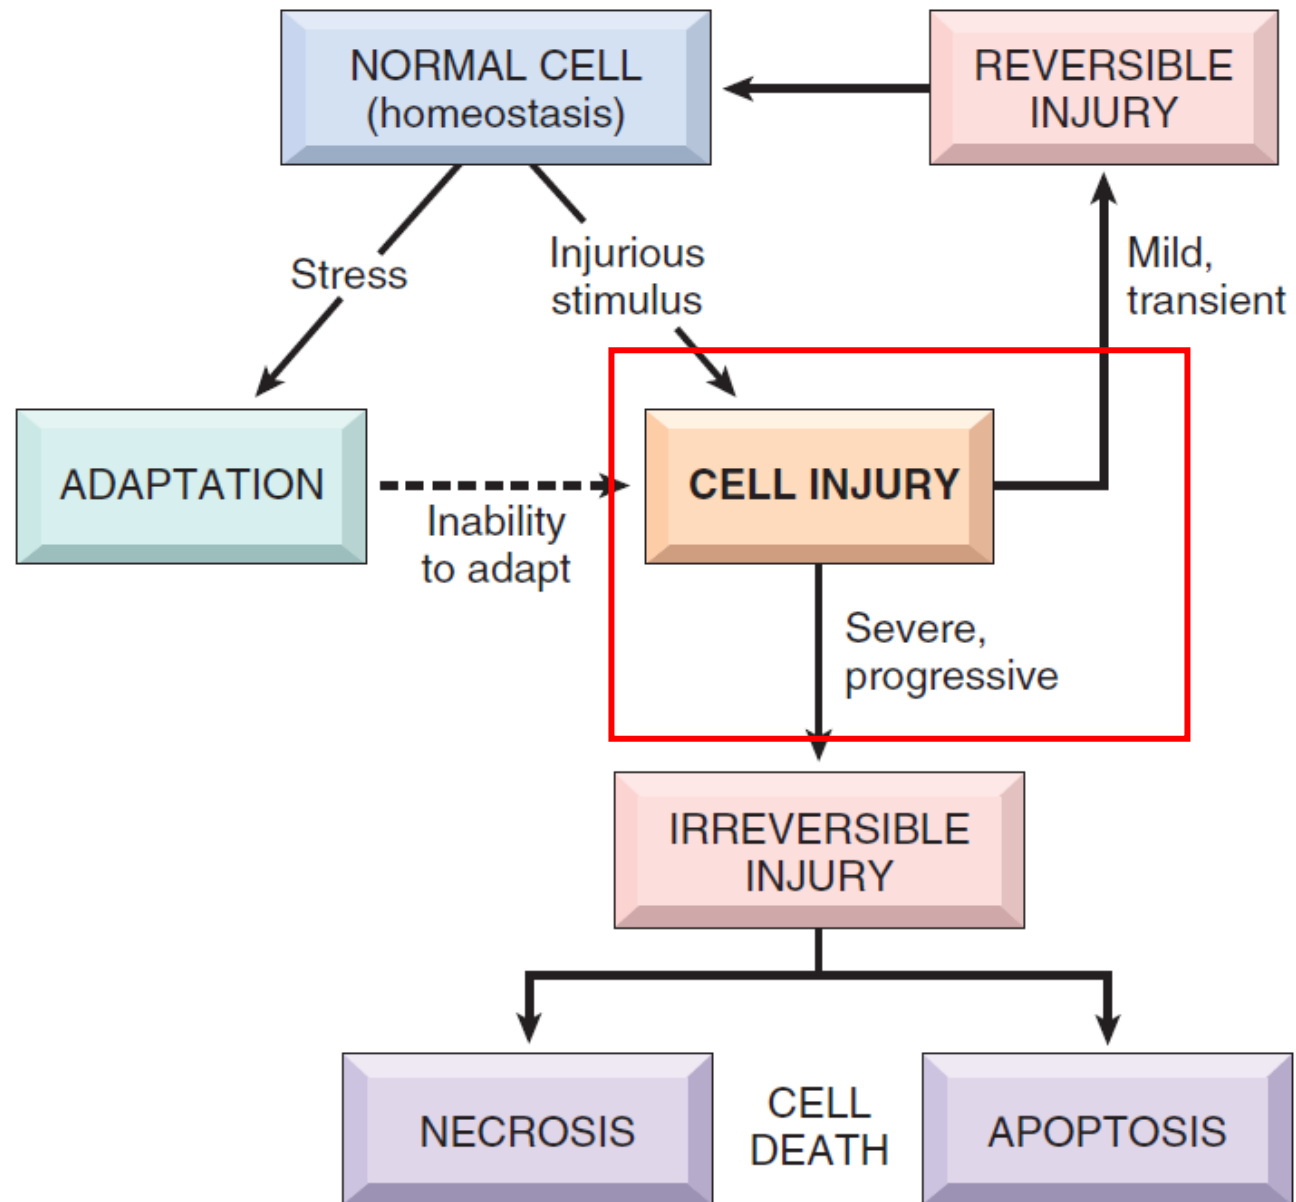 NORMAL CELL
(homeostasis)
REVERSIBLE
INJURY
Stress
Injurious
stimulus
Mild,
transient
ADAPTATION
Inability
to adapt
CELL INJURY
Severe,
progressive
IRREVERSIBLE
INJURY
NECROSIS
CELL
DEATH
APOPTOSIS